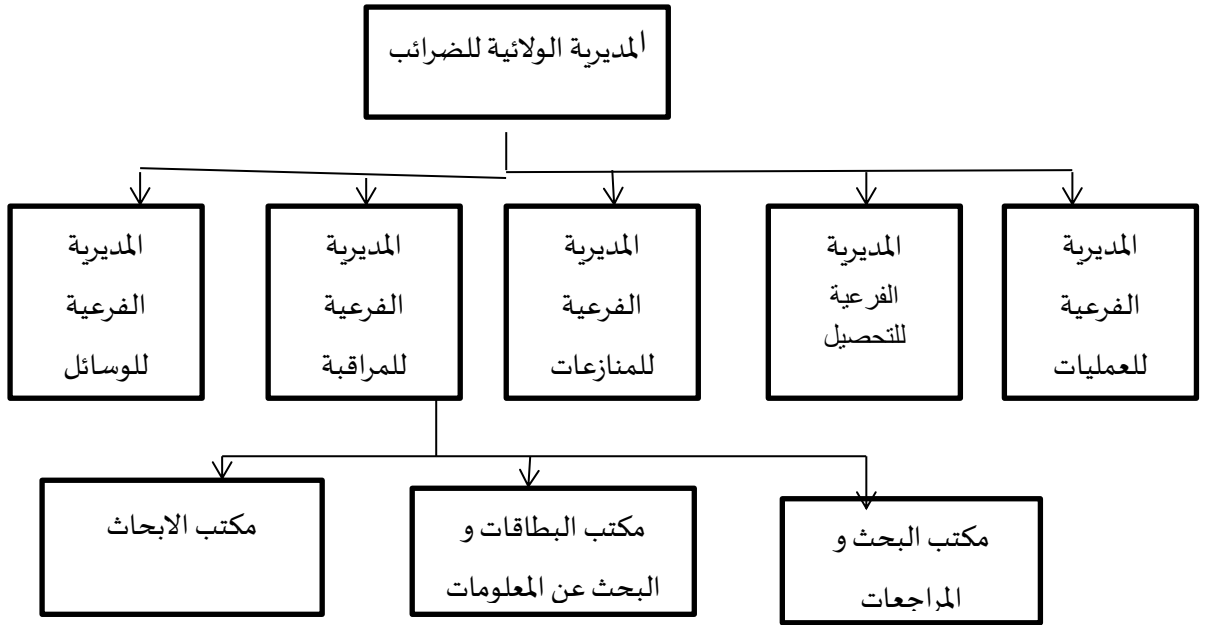 المديرية الولائية للضرائب
المديرية
الفرعية
للعمليات
المديرية
الفرعية
للتحصيل
المديرية
الفرعية
للمنازعات
المديرية
الفرعية
للمراقبة
المديرية
الفرعية
للوسائل
مكتب البحث و
المراجعات
مكتب البطاقات و
البحث عن المعلومات
مكتب الابحاث